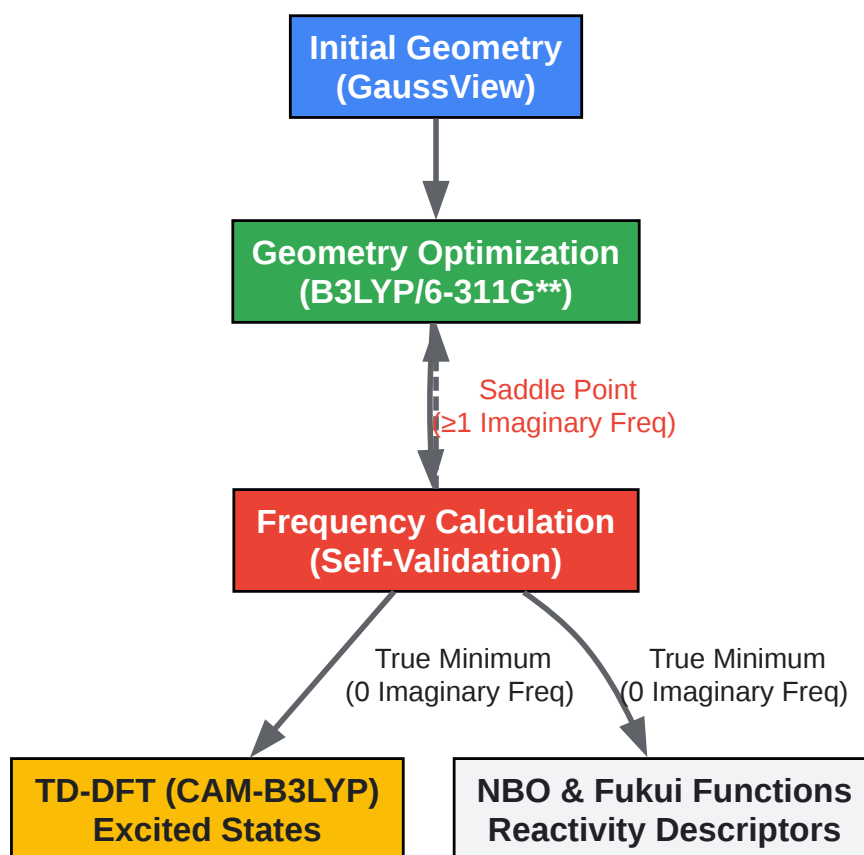 Initial Geometry
(GaussView)
Geometry Optimization
(B3LYP/6-311G**)
Saddle Point
(≥1 Imaginary Freq)
Frequency Calculation
(Self-Validation)
True Minimum
(0 Imaginary Freq)
True Minimum
(0 Imaginary Freq)
TD-DFT (CAM-B3LYP)
Excited States
NBO & Fukui Functions
Reactivity Descriptors